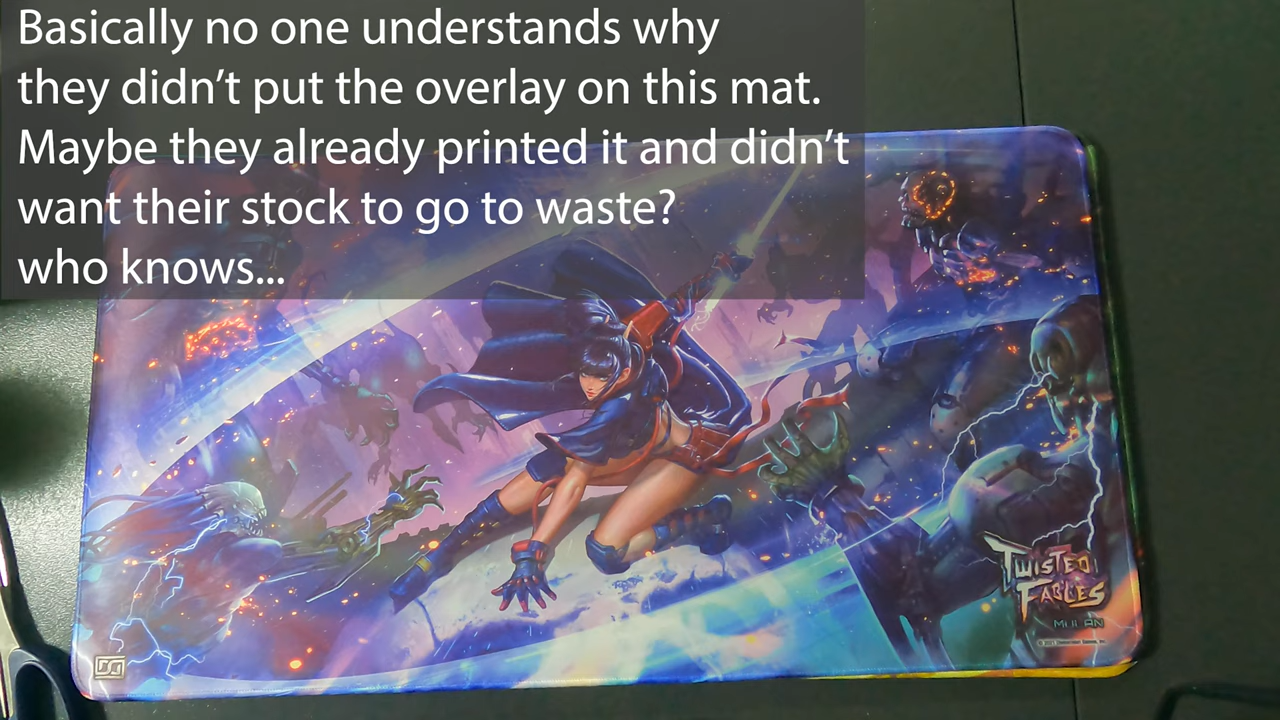 Basically no one understands why
they didn’t put the overlay on this mat.
Maybe they already printed it and didn’t
want their stock to go to waste?
who knows...
TWISTED
FABLES
MULAN